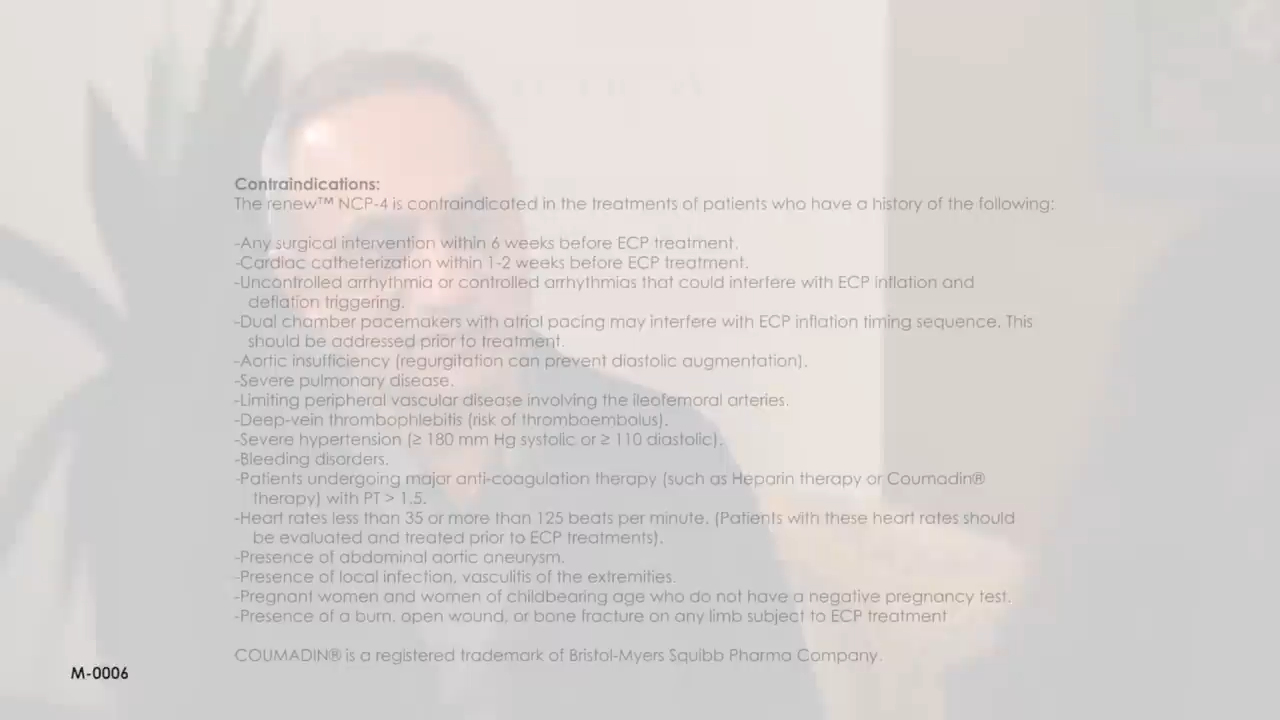 Contraindications:
The renew™ NCP-4 is contraindicated in the treatments of patients who have a history of the following:
-Any surgical intervention within 6 weeks before ECP treatment.
-Cardiac catheterization within 1-2 weeks before ECP treatment.
-Uncontrolled arrhythmia or controlled arrhythmias that could interfere with ECP inflation and
deflation triggering.
-Dual chamber pacemakers with atrial pacing may interfere with ECP inflation timing sequence. This
should be addressed prior to treatment.
-Aortic insufficiency (regurgitation can prevent diastolic augmentation).
-Severe pulmonary disease.
-Limiting peripheral vascular disease involving the ileofemoral arteries.
-Deep-vein thrombophlebitis (risk of thromboembolus).
-Severe hypertension (≥ 180 mm Hg systolic or ≥ 110 diastolic).
-Bleeding disorders.
-Patients undergoing major anti-coagulation therapy (such as Heparin therapy or Coumadin®
therapy) with PT > 1.5.
-Heart rates less than 35 or more than 125 beats per minute. (Patients with these heart rates should
be evaluated and treated prior to ECP treatments).
-Presence of abdominal aortic aneurysm.
-Presence of local infection, vasculitis of the extremities.
-Pregnant women and women of childbearing age who do not have a negative pregnancy test.
-Presence of a burn, open wound, or bone fracture on any limb subject to ECP treatment
COUMADIN® is a registered trademark of Bristol-Myers Squibb Pharma Company.
M-0006